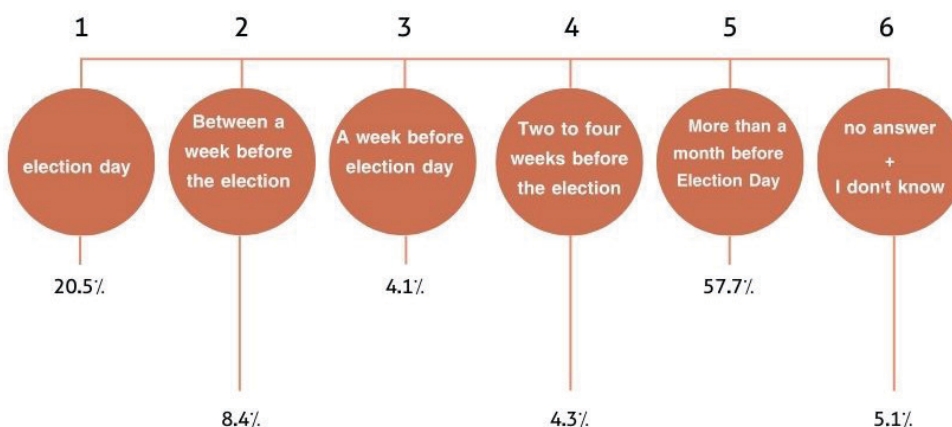 1 2 3 4 5 6
election day
Between a
week before
the election
A week before
election day
Two to four
weeks before
the election
More than a
month before
Election Day
no answer
+
I don't know
20.5٪
4.1٪
57.7٪
8.4٪
4.3٪
5.1٪